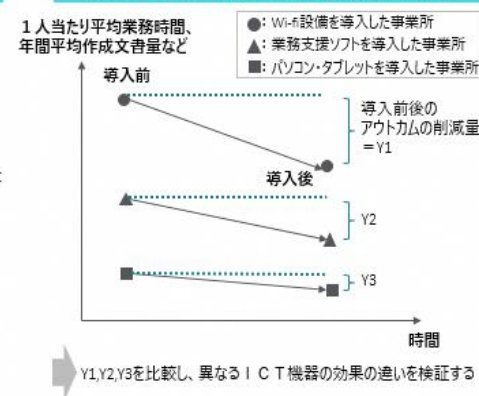 1人当たり平均業務時間、
年間平均作成文書量など
●：Wi-fi設備を導入した事業所
▲：業務支援ソフトを導入した事業所
■：パソコン・タブレットを導入した事業所
導入前
導入前後の
アウトカムの削減量
＝Y1
導入後
Y2
Y3
時間
Y1,Y2,Y3を比較し、異なるＩＣＴ機器の効果の違いを検証する